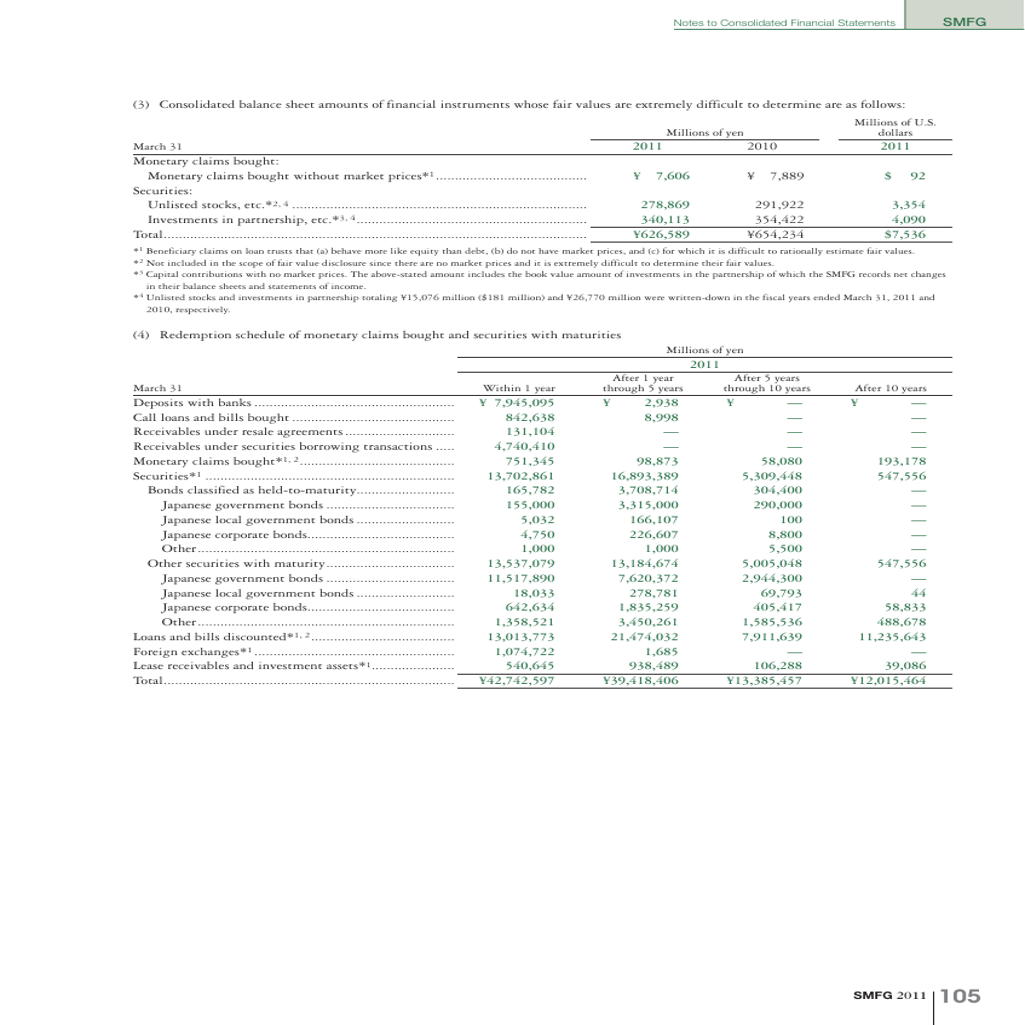 Notes to Consolidated Financial Statements SMFG
(3) Consolidated balance sheet amounts of financial instruments whose fair values are extremely difficult to determine are as follows:
Millions of U.S.
Millions of yen dollars
March 31 2011 2010 2011
Monetary claims bought:
Monetary claims bought without market prices*1........................................ ¥ 7,606 ¥ 7,889 $ 92
Securities:
Unlisted stocks, etc.*2, 4 .............................................................................. 278,869 291,922 3,354
Investments in partnership, etc.*3, 4............................................................. 340,113 354,422 4,090
Total................................................................................................................ ¥626,589 ¥654,234 $7,536
*1 Beneficiary claims on loan trusts that (a) behave more like equity than debt, (b) do not have market prices, and (c) for which it is difficult to rationally estimate fair values.
*2 Not included in the scope of fair value disclosure since there are no market prices and it is extremely difficult to determine their fair values.
*3 Capital contributions with no market prices. The above-stated amount includes the book value amount of investments in the partnership of which the SMFG records net changes
in their balance sheets and statements of income.
*4 Unlisted stocks and investments in partnership totaling ¥15,076 million ($181 million) and ¥26,770 million were written-down in the fiscal years ended March 31, 2011 and
2010, respectively.
(4) Redemption schedule of monetary claims bought and securities with maturities
Millions of yen
2011
After 1 year After 5 years
March 31 Within 1 year through 5 years through 10 years After 10 years
Deposits with banks ..................................................... ¥ 7,945,095 ¥ 2,938 ¥ — ¥ —
Call loans and bills bought ........................................... 842,638 8,998 — —
Receivables under resale agreements ............................. 131,104 — — —
Receivables under securities borrowing transactions ..... 4,740,410 — — —
Monetary claims bought*1, 2......................................... 751,345 98,873 58,080 193,178
Securities*1 .................................................................. 13,702,861 16,893,389 5,309,448 547,556
Bonds classified as held-to-maturity.......................... 165,782 3,708,714 304,400 —
Japanese government bonds .................................. 155,000 3,315,000 290,000 —
Japanese local government bonds .......................... 5,032 166,107 100 —
Japanese corporate bonds....................................... 4,750 226,607 8,800 —
Other.................................................................... 1,000 1,000 5,500 —
Other securities with maturity.................................. 13,537,079 13,184,674 5,005,048 547,556
Japanese government bonds .................................. 11,517,890 7,620,372 2,944,300 —
Japanese local government bonds .......................... 18,033 278,781 69,793 44
Japanese corporate bonds....................................... 642,634 1,835,259 405,417 58,833
Other.................................................................... 1,358,521 3,450,261 1,585,536 488,678
Loans and bills discounted*1, 2...................................... 13,013,773 21,474,032 7,911,639 11,235,643
Foreign exchanges*1 ..................................................... 1,074,722 1,685 — —
Lease receivables and investment assets*1...................... 540,645 938,489 106,288 39,086
Total............................................................................. ¥42,742,597 ¥39,418,406 ¥13,385,457 ¥12,015,464
SMFG 2011 105